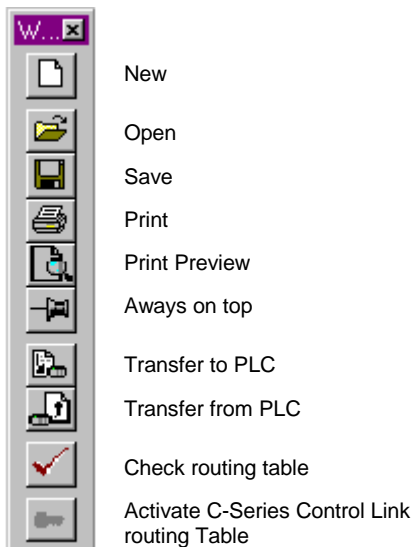 W...
New
Open
Save
Print
Print Preview
Aways on top
Transfer to PLC
Transfer from PLC
Check routing table
Activate C-Series Control Link
routing Table